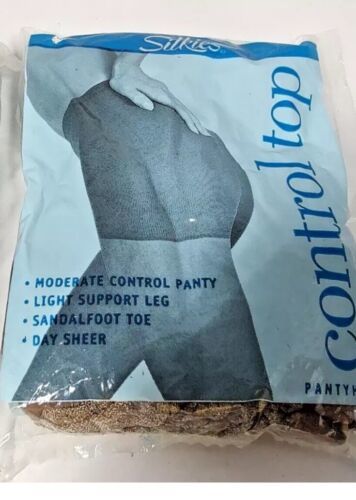 Silkies
control top
• MODERATE CONTROL PANTY
• LIGHT SUPPORT LEG
• SANDALFOOT TOE
• DAY SHEER